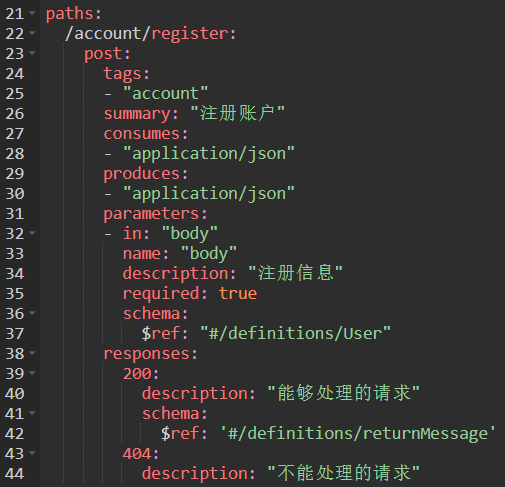 21 paths:
22   /account/register:
23     post:
24       tags:
25       - "account"
26       summary: "注册账户"
27       consumes:
28       - "application/json"
29       produces:
30       - "application/json"
31       parameters:
32       - in: "body"
33         name: "body"
34         description: "注册信息"
35         required: true
36         schema:
37           $ref: "#/definitions/User"
38       responses:
39         200:
40           description: "能够处理的请求"
41           schema:
42             $ref: '#/definitions/returnMessage'
43         404:
44           description: "不能处理的请求"